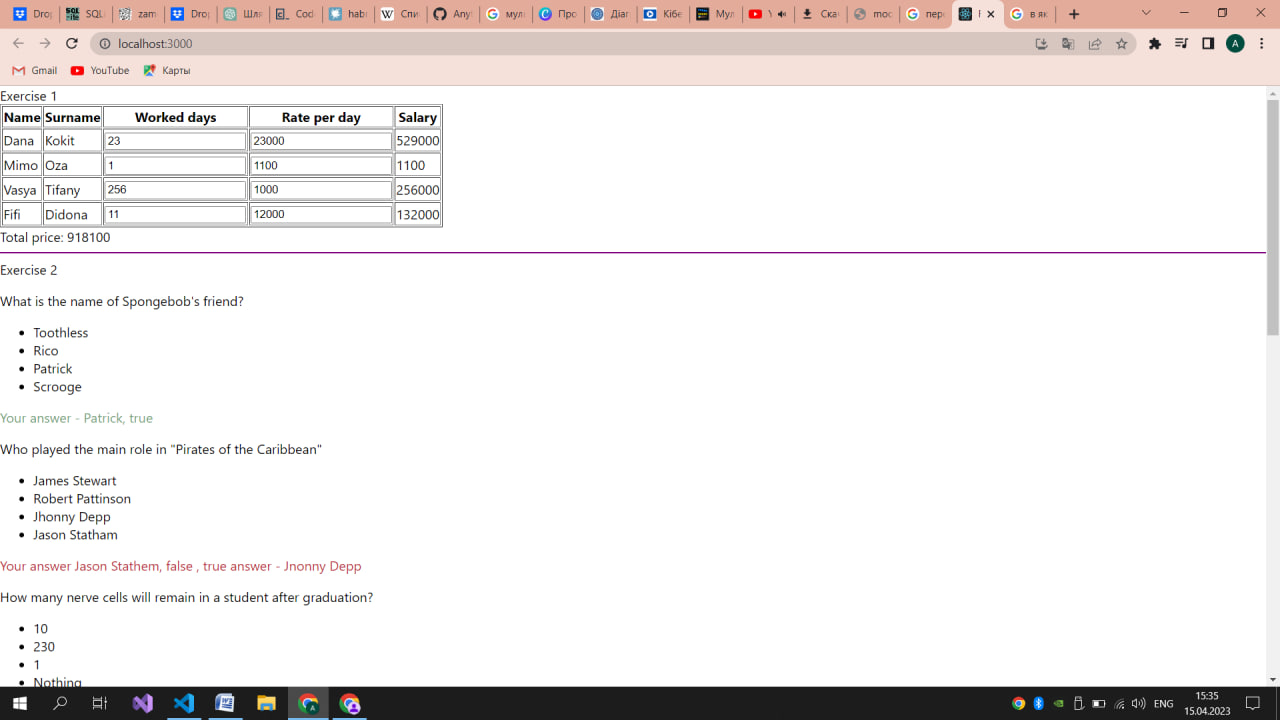 Drop
SQL
zam
Drop
Шля
Cod
habr
Спи
Any
мул
Про
Діаг
Кібе
Мул
Y
Ска
moc
пер
в як
localhost:3000
A
Gmail YouTube Карты
Exercise 1
Name Surname Worked days Rate per day Salary
Dana Kokit 23 23000 529000
Mimo Oza 1 1100 1100
Vasya Tifany 256 1000 256000
Fifi Didona 11 12000 132000
Total price: 918100
Exercise 2
What is the name of Spongebob's friend?
Toothless
Rico
Patrick
Scrooge
Your answer - Patrick, true
Who played the main role in "Pirates of the Caribbean"
James Stewart
Robert Pattinson
Jhonny Depp
Jason Statham
Your answer Jason Stathem, false , true answer - Jnonny Depp
How many nerve cells will remain in a student after graduation?
10
230
1
Nothing
ENG
15:35
15.04.2023